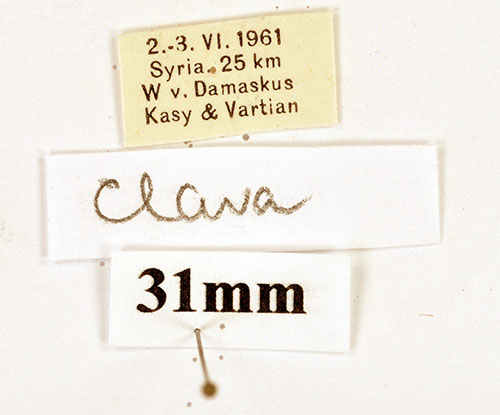 2.-3. VI. 1961
Syria. 25 km
W v. Damaskus
Kasy & Vartian
Clava
31mm